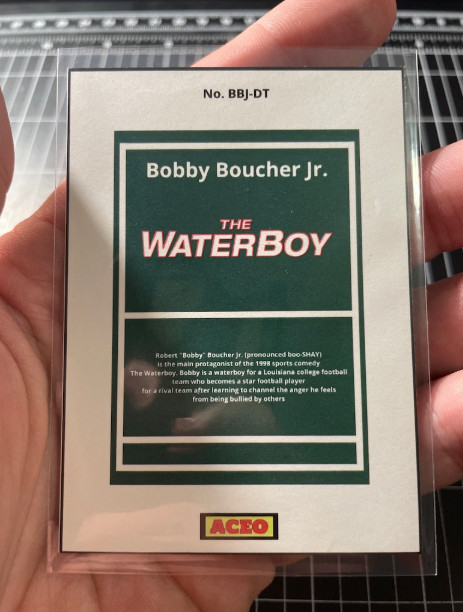 No. BBJ-DT
Bobby Boucher Jr.
THE
WATERBOY
Robert "Bobby" Boucher Jr. (pronounced boo-SHAY)
is the main protagonist of the 1998 sports comedy
The Waterboy. Bobby is a waterboy for a Louisiana college football
team who becomes a star football player
for a rival team after learning to channel the anger he feels
from being bullied by others
ACEO